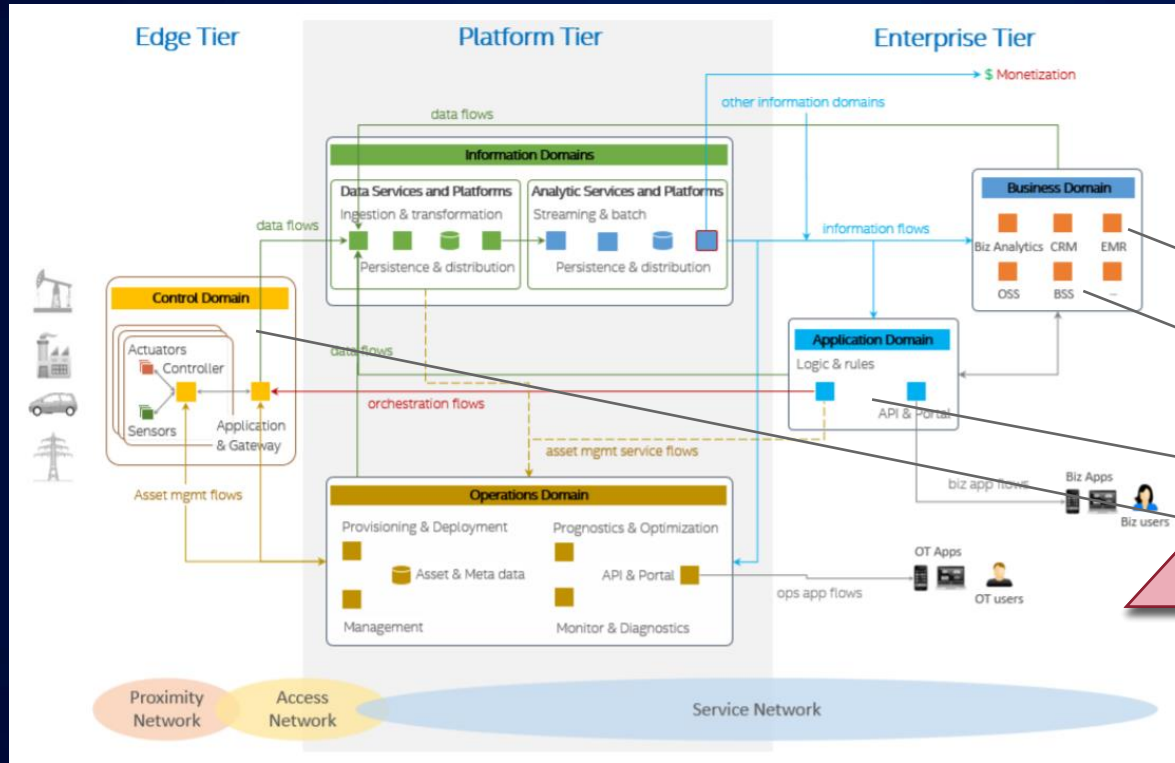 Edge Tier
Platform Tier
Enterprise Tier
$ Monetization
other information domains
data flows
Information Domains
Data Services and Platforms
Ingestion & transformation
Persistence & distribution
Analytic Services and Platforms
Streaming & batch
Persistence & distribution
data flows
information flows
Business Domain
Biz Analytics
CRM
EMR
OSS
BSS
...
Control Domain
Actuators
Controller
Sensors
Application
& Gateway
data flows
Application Domain
Logic & rules
API & Portal
orchestration flows
asset mgmt service flows
Asset mgmt flows
Operations Domain
Provisioning & Deployment
Prognostics & Optimization
Asset & Meta data
API & Portal
Management
Monitor & Diagnostics
biz app flows
Biz Apps
Biz users
OT Apps
ops app flows
OT users
Proximity
Network
Access
Network
Service Network